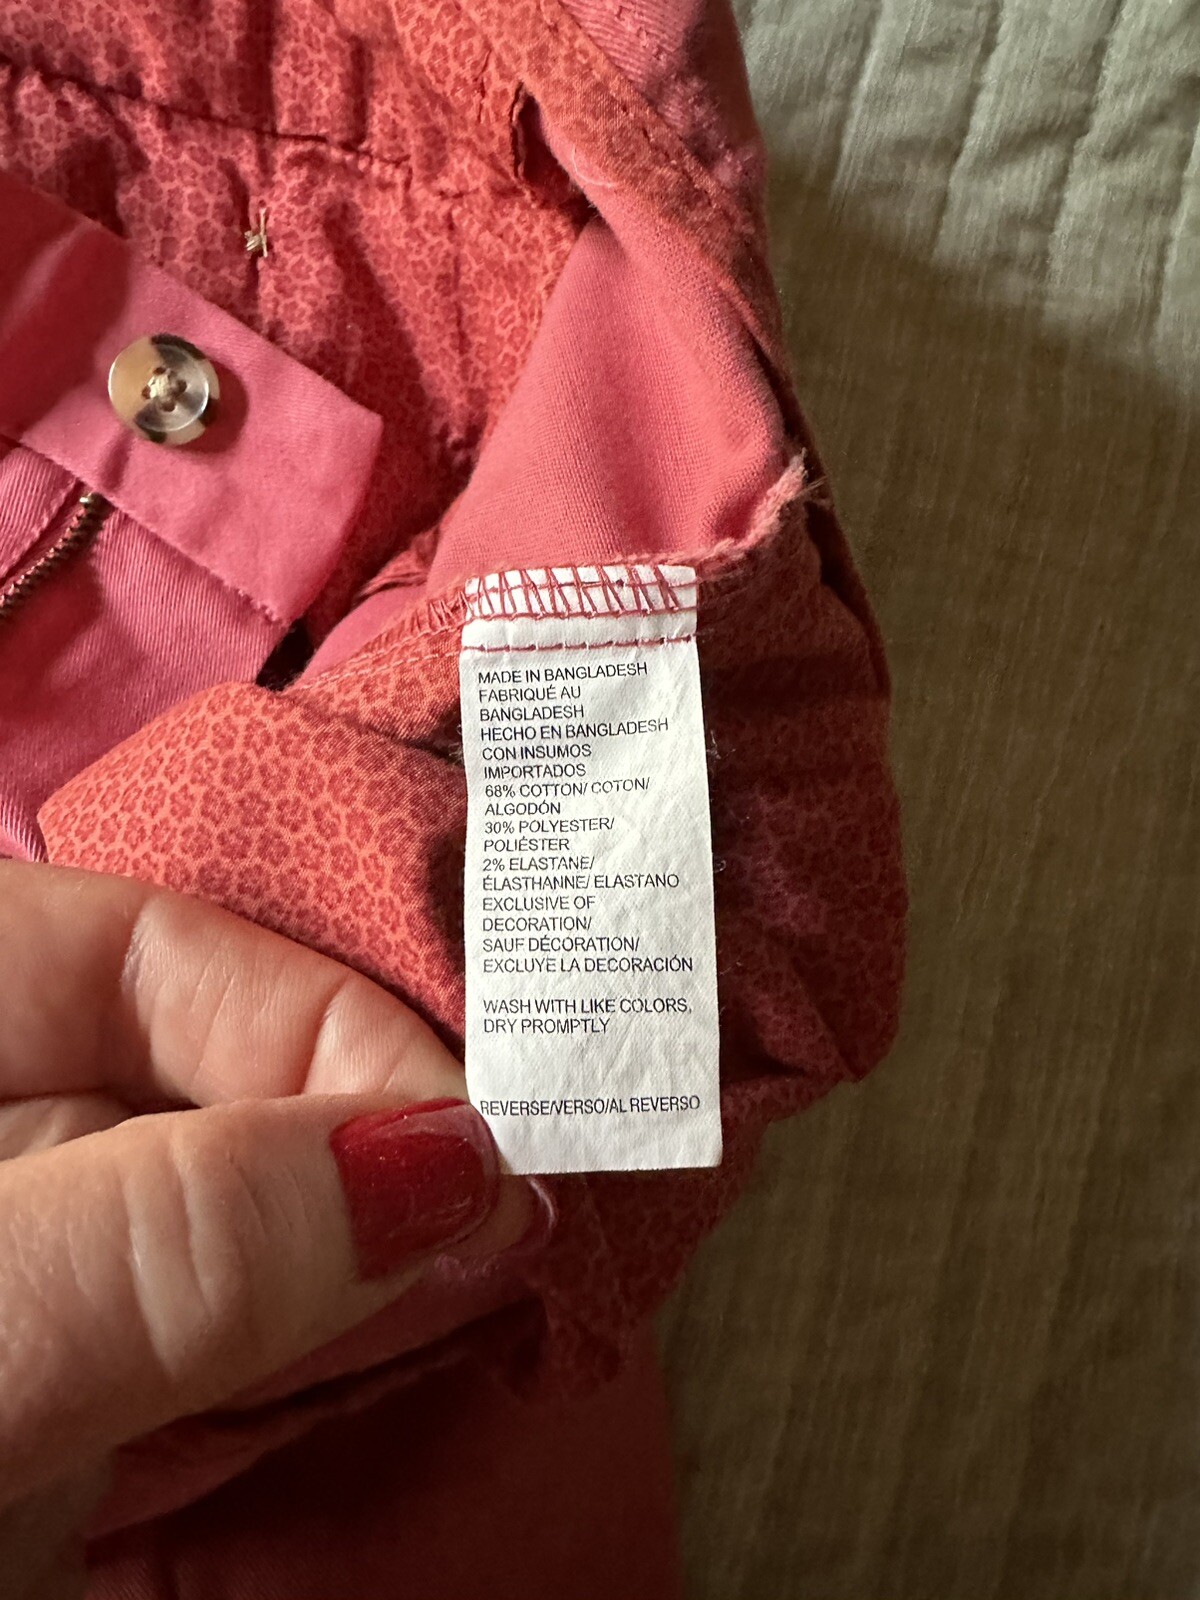 MADE IN BANGLADESH
FABRIQUÉ AU
BANGLADESH
HECHO EN BANGLADESH
CON INSUMOS
IMPORTADOS
68% COTTON/ COTON/
ALGODÓN
30% POLYESTER/
POLIÉSTER
2% ELASTANE/
ÉLASTHANNE/ ELASTANO
EXCLUSIVE OF
DECORATION/
SAUF DÉCORATION/
EXCLUYE LA DECORACIÓN
WASH WITH LIKE COLORS,
DRY PROMPTLY
REVERSE/VERSO/AL REVERSO